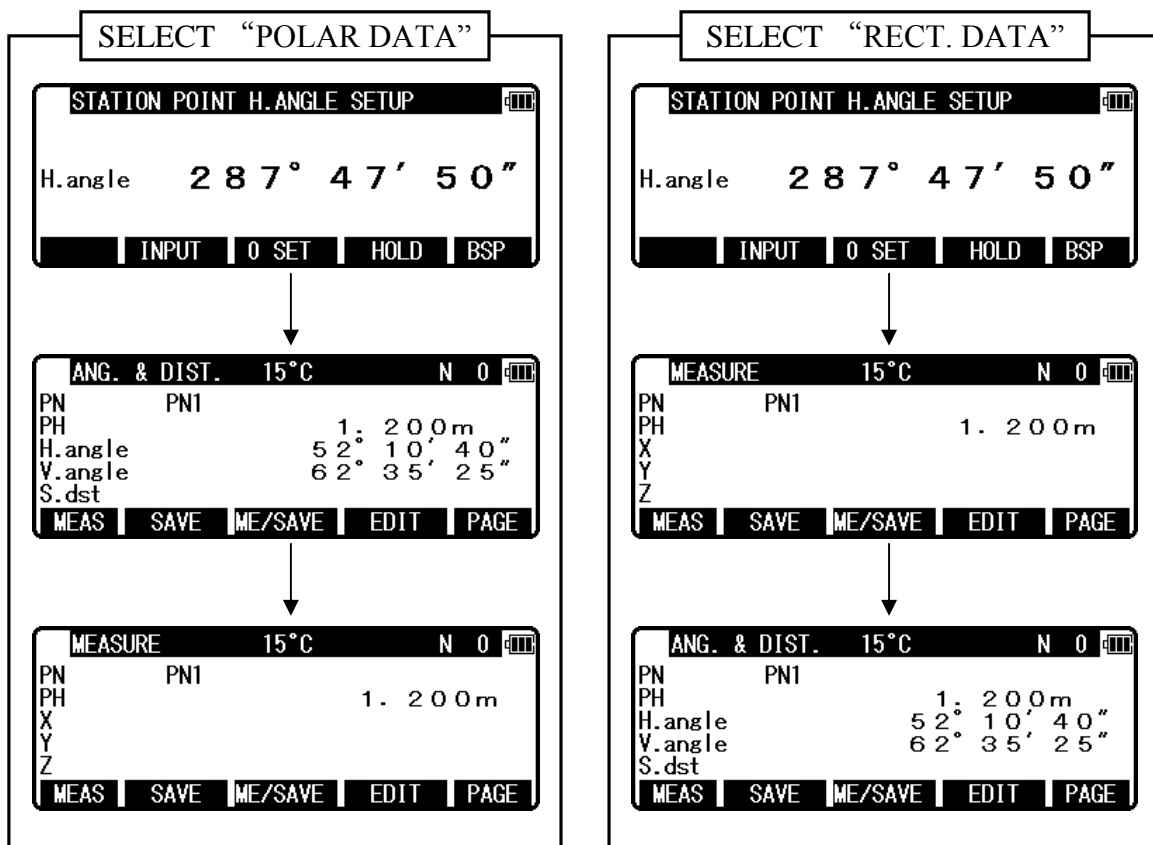 SELECT “POLAR DATA”
STATION POINT H.ANGLE SETUP
H.angle 287° 47′ 50″
INPUT 0 SET HOLD BSP
ANG. & DIST. 15°C N 0
PN PN1
PH 1. 200m
H.angle 52° 10′ 40″
V.angle 62° 35′ 25″
S.dst
MEAS SAVE ME/SAVE EDIT PAGE
MEASURE 15°C N 0
PN PN1
PH 1. 200m
X
Y
Z
MEAS SAVE ME/SAVE EDIT PAGE
SELECT “RECT. DATA”
STATION POINT H.ANGLE SETUP
H.angle 287° 47′ 50″
INPUT 0 SET HOLD BSP
MEASURE 15°C N 0
PN PN1
PH 1. 200m
X
Y
Z
MEAS SAVE ME/SAVE EDIT PAGE
ANG. & DIST. 15°C N 0
PN PN1
PH 1. 200m
H.angle 52° 10′ 40″
V.angle 62° 35′ 25″
S.dst
MEAS SAVE ME/SAVE EDIT PAGE